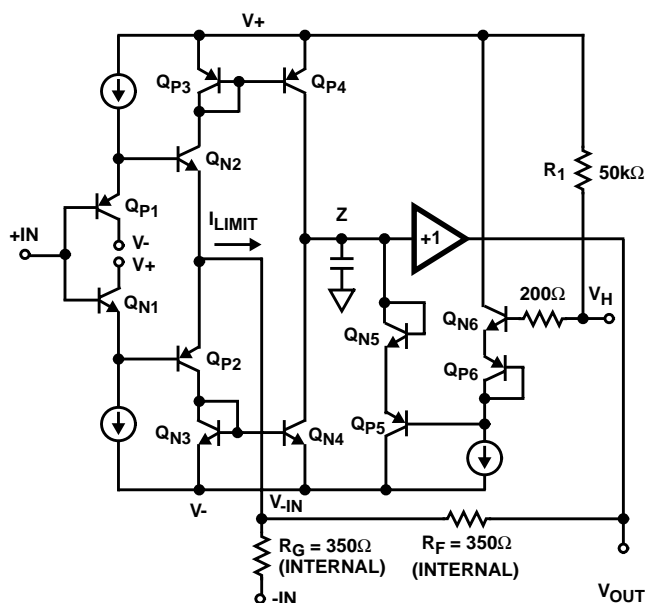 V+
QP3
QP4
QN2
R1
50kΩ
QP1
ILIMIT
Z
+IN
V-
V+
+1
200Ω
VH
QN1
QN5
QN6
QP2
QP6
QN3
QN4
QP5
V-
V-IN
RG = 350Ω
(INTERNAL)
RF = 350Ω
(INTERNAL)
-IN
VOUT